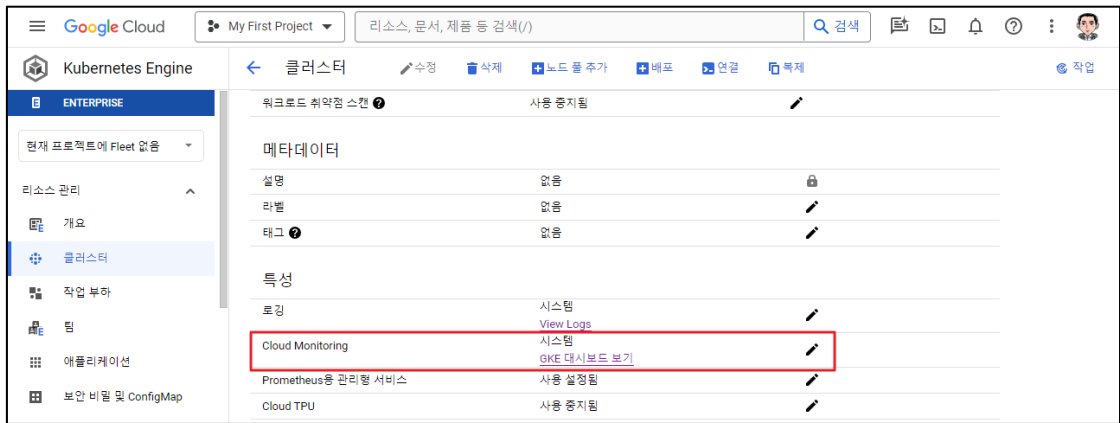 Google Cloud
My First Project
리소스, 문서, 제품 등 검색(/)
검색
Kubernetes Engine
클러스터
수정
삭제
노드 풀 추가
배포
연결
복제
작업
ENTERPRISE
현재 프로젝트에 Fleet 없음
리소스 관리
개요
클러스터
작업 부하
팀
애플리케이션
보안 비밀 및 ConfigMap
워크로드 취약점 스캔 사용 중지됨
메타데이터
설명 없음
라벨 없음
태그 없음
특성
로깅 시스템
View Logs
Cloud Monitoring 시스템
GKE 대시보드 보기
Prometheus용 관리형 서비스 사용 설정됨
Cloud TPU 사용 중지됨